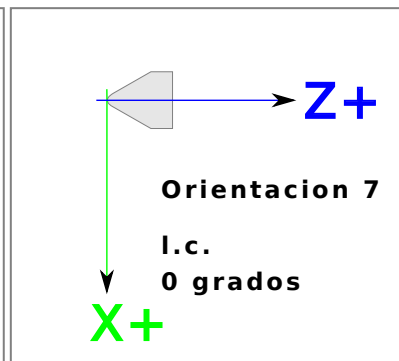 Z+
Orientacion 7
l.c.
0 grados
X+